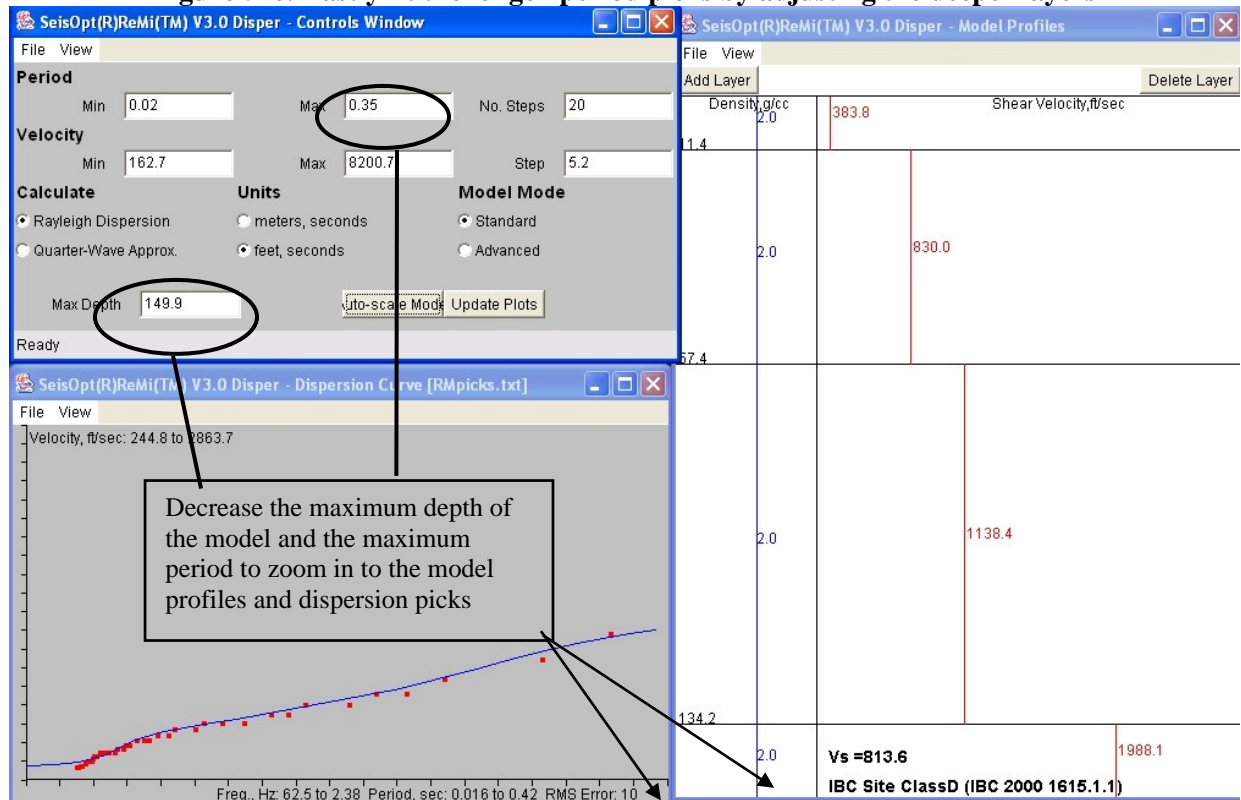 by adjusting the deeper layers
SeisOpt(R)ReMi(TM) V3.0 Disper - Controls Window
File View
Period
Min 0.02 Max 0.35 No. Steps 20
Velocity
Min 162.7 Max 8200.7 Step 5.2
Calculate Units Model Mode
Rayleigh Dispersion meters, seconds Standard
Quarter-Wave Approx. feet, seconds Advanced
Max Depth 149.9 Update Plots
Ready
SeisOpt(R)ReMi(TM) V3.0 Disper - Dispersion Curve [RMpicks.txt]
File View
Velocity, ft/sec: 244.8 to 2863.7
Decrease the maximum depth of
the model and the maximum
period to zoom in to the model
profiles and dispersion picks
Freq., Hz: 62.5 to 2.38 Period, sec: 0.016 to 0.42 RMS Error: 10
SeisOpt(R)ReMi(TM) V3.0 Disper - Model Profiles
File View
Add Layer Delete Layer
Density,g/cc Shear Velocity,ft/sec
2.0 383.8
11.4
2.0 830.0
57.4
2.0 1138.4
134.2
2.0 Vs =813.6 1988.1
IBC Site ClassD (IBC 2000 1615.1.1)